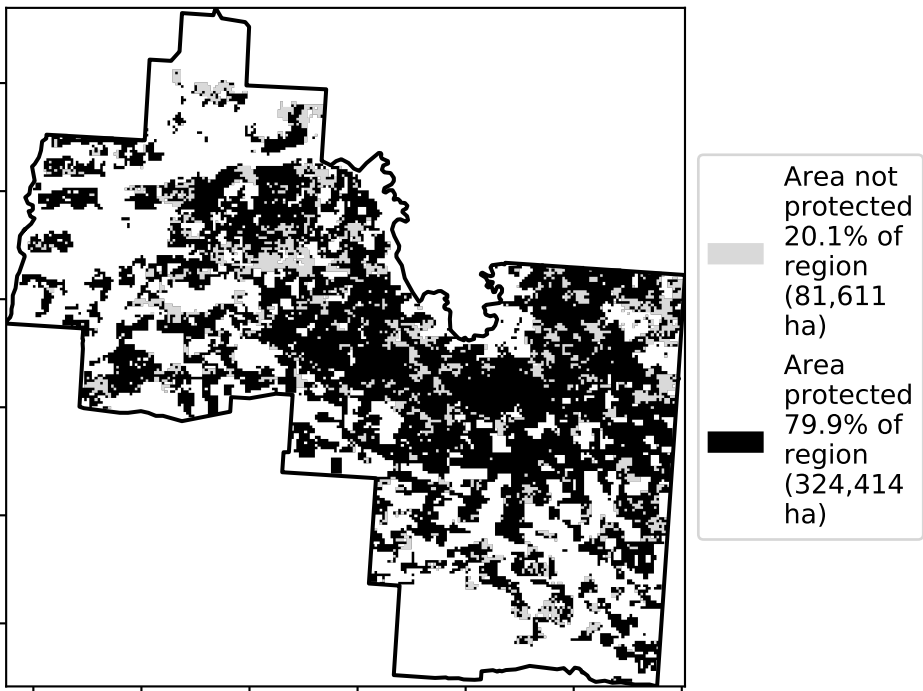 Area not
protected
20.1% of
region
(81,611
ha)
Area
protected
79.9% of
region
(324,414
ha)